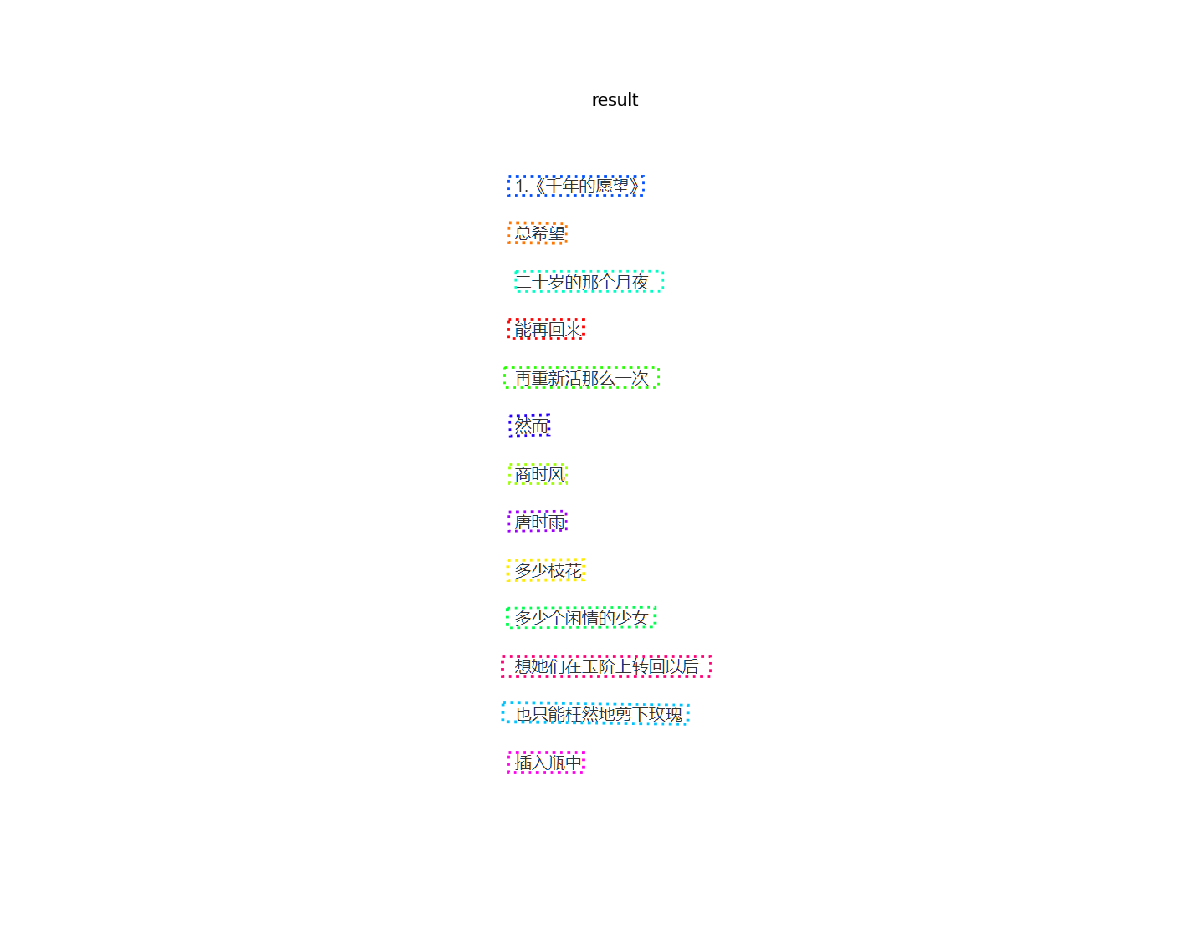 result
1.《千年的愿望》
总希望
二十岁的那个月夜
能再回来
再重新活那么一次
然而
商时风
唐时雨
多少枝花
多少个闲情的少女
想她们在玉阶上转回以后
也只能枉然地剪下玫瑰
插入瓶中